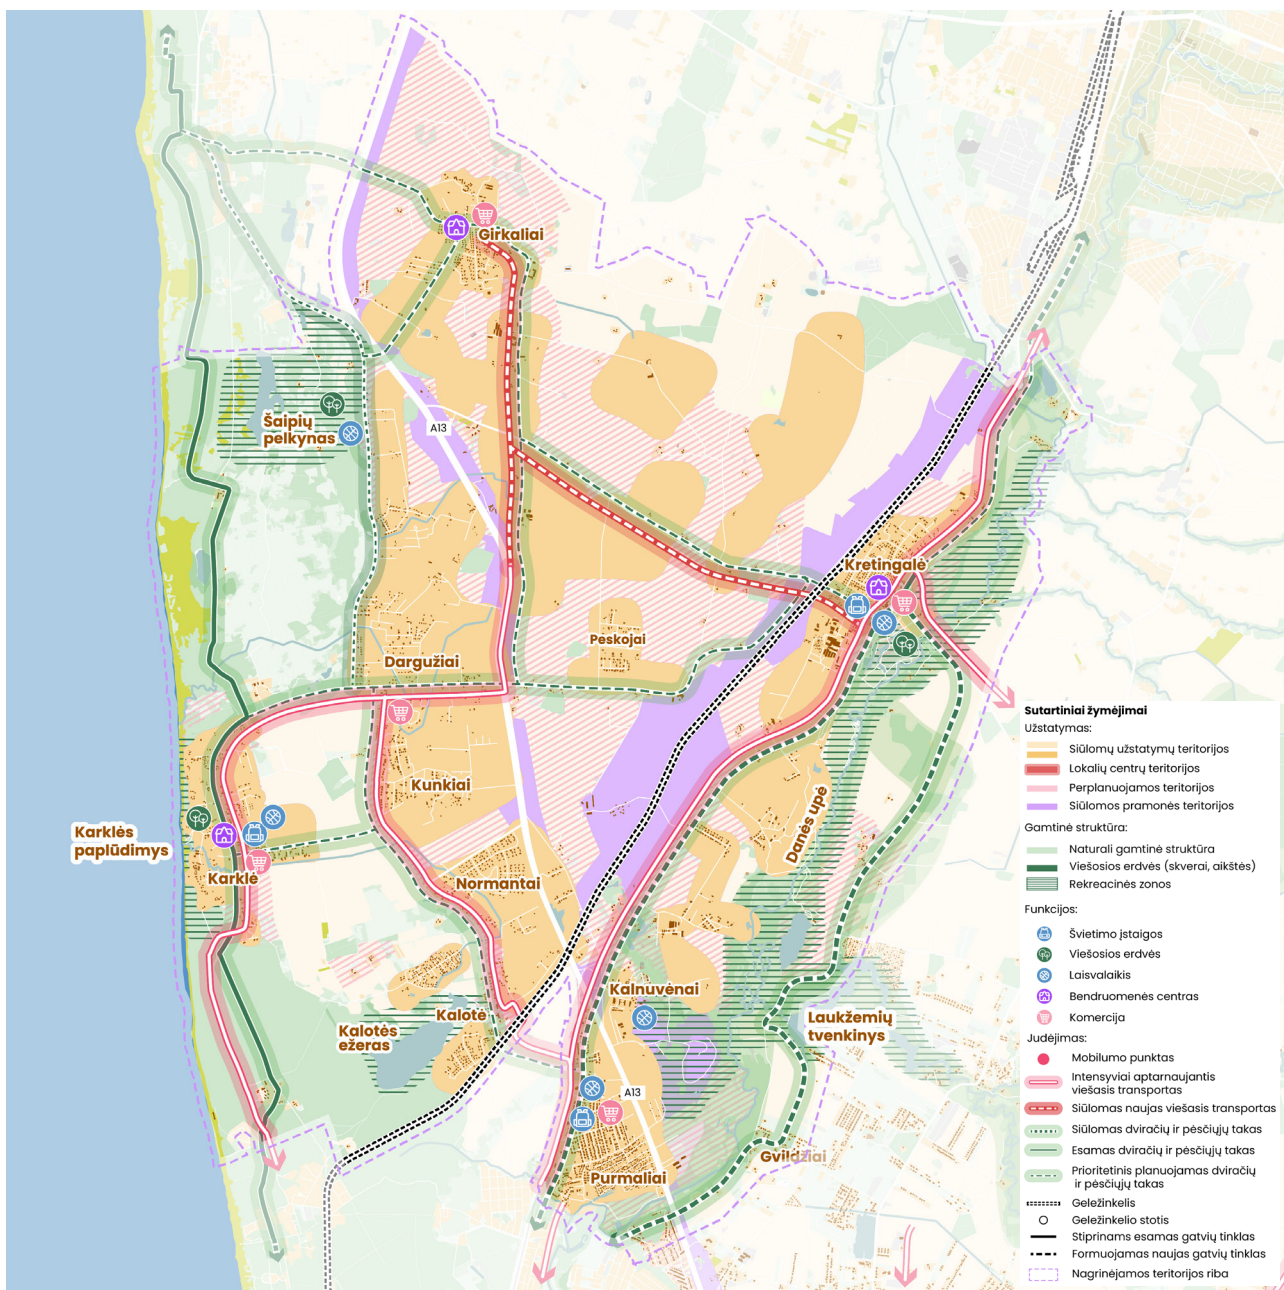 Girkaliai
Šaipių
pelkynas
A13
Kretingalė
Peskojai
Dargužiai
Kunkiai
Danės upė
Karklės
paplūdimys
Karklė
Normantai
Kalnuvėnai
Kalotė
Kalotės
ežeras
Laukžemių
tvenkinys
A13
Gvildžiai
Purmaliai
Sutartiniai žymėjimai
Užstatymas:
Siūlomų užstatymų teritorijos
Lokalių centrų teritorijos
Perplanuojamos teritorijos
Siūlomos pramonės teritorijos
Gamtinė struktūra:
Naturali gamtinė struktūra
Viešosios erdvės (skverai, aikštės)
Rekreacinės zonos
Funkcijos:
Švietimo įstaigos
Viešosios erdvės
Laisvalaikis
Bendruomenės centras
Komercija
Judėjimas:
Mobilumo punktas
Intensyviai aptarnaujantis
viešasis transportas
Siūlomas naujas viešasis transportas
Siūlomas dviračių ir pėsčiųjų takas
Esamas dviračių ir pėsčiųjų takas
Prioritetinis planuojamas dviračių
ir pėsčiųjų takas
Geležinkelis
Geležinkelio stotis
Stiprinams esamas gatvių tinklas
Formuojamas naujas gatvių tinklas
Nagrinėjamos teritorijos riba